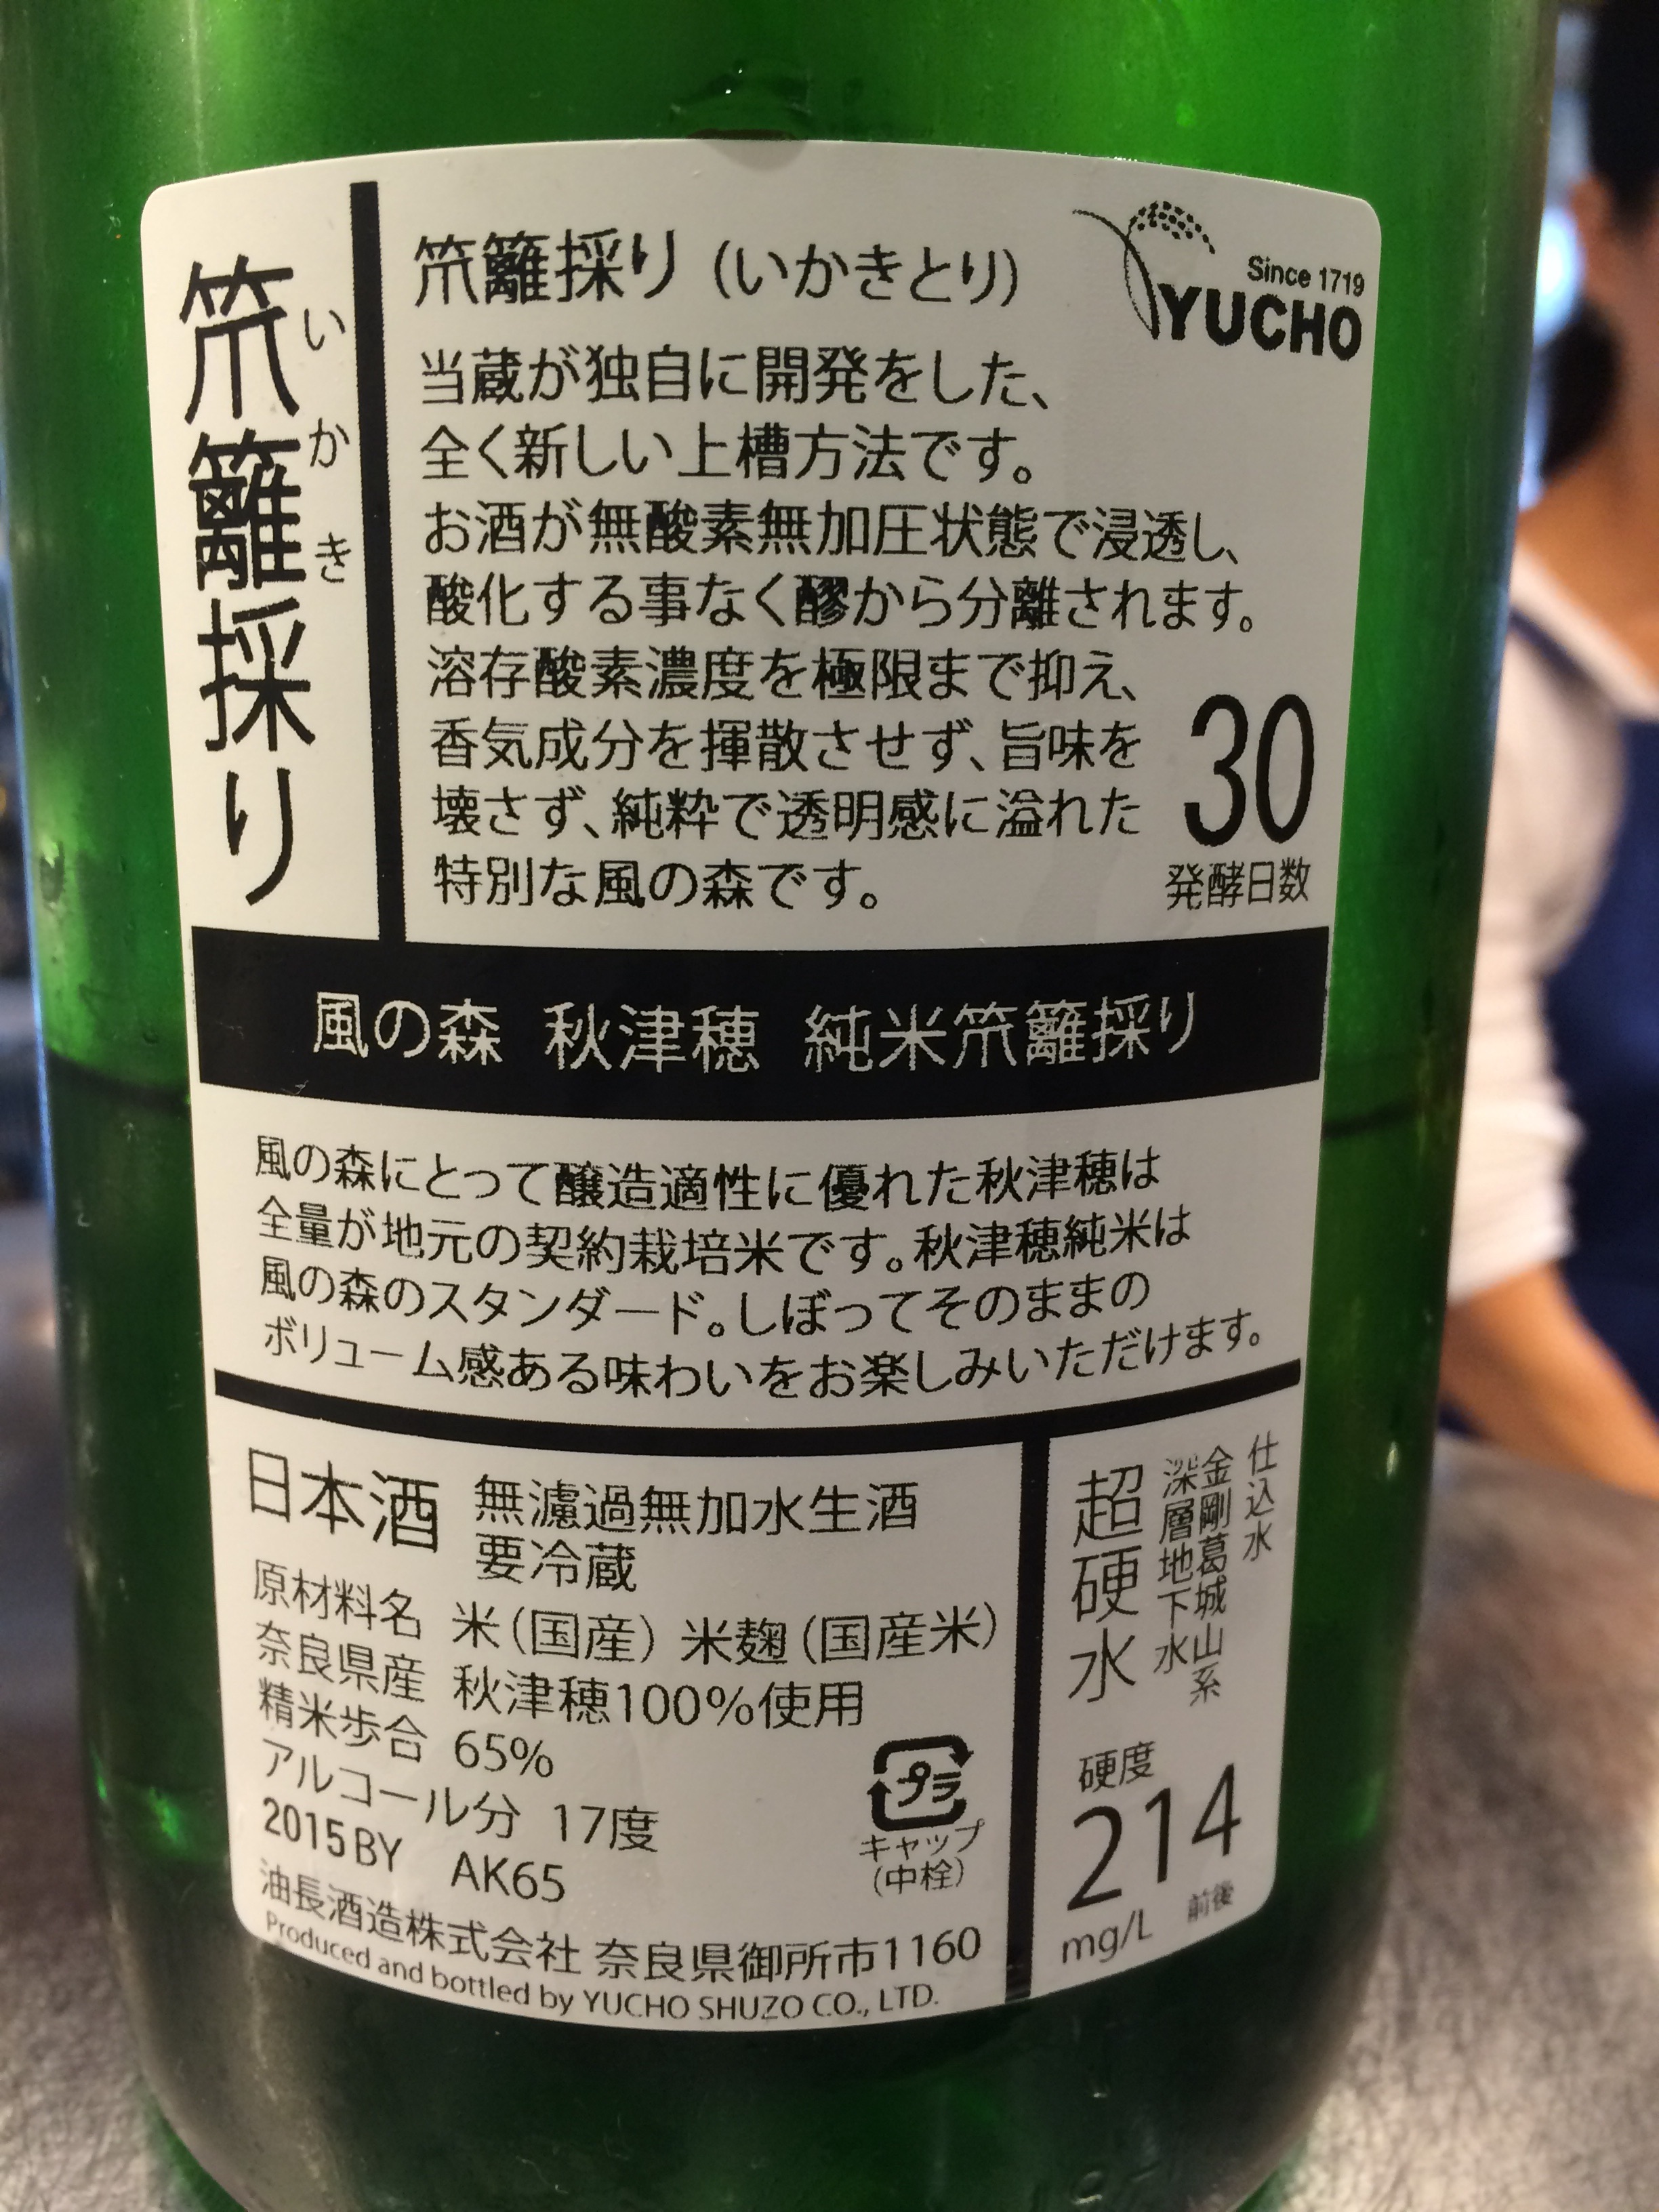 笊籬採り
いかき
笊籬採り(いかきとり)
Since 1719
YUCHO
当蔵が独自に開発をした、
全く新しい上槽方法です。
お酒が無酸素無加圧状態で浸透し、
酸化する事なく醪から分離されます。
溶存酸素濃度を極限まで抑え、
香気成分を揮散させず、旨味を
壊さず、純粋で透明感に溢れた
特別な風の森です。
30
発酵日数
風の森 秋津穂 純米笊籬採り
風の森にとって醸造適性に優れた秋津穂は
全量が地元の契約栽培米です。秋津穂純米は
風の森のスタンダード。しぼってそのままの
ボリューム感ある味わいをお楽しみいただけます。
日本酒 無濾過無加水生酒
要冷蔵
原材料名 米(国産) 米麹(国産米)
奈良県産 秋津穂100%使用
精米歩合 65%
アルコール分 17度
2015BY AK65
プラ
キャップ
(中栓)
油長酒造株式会社 奈良県御所市1160
Produced and bottled by YUCHO SHUZO CO., LTD.
仕込水
金剛葛城山系
深層地下水
超硬水
硬度
214
mg/L 前後